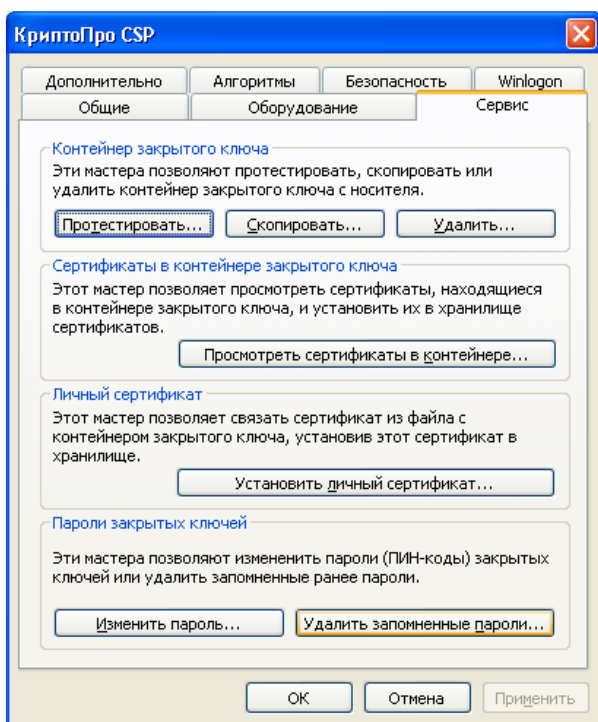 КриптоПро CSP
Дополнительно Алгоритмы Безопасность Winlogon
Общие Оборудование Сервис
Контейнер закрытого ключа
Эти мастера позволяют протестировать, скопировать или
удалить контейнер закрытого ключа с носителя.
Протестировать... Скопировать... Удалить...
Сертификаты в контейнере закрытого ключа
Этот мастер позволяет просмотреть сертификаты, находящиеся
в контейнере закрытого ключа, и установить их в хранилище
сертификатов.
Просмотреть сертификаты в контейнере...
Личный сертификат
Этот мастер позволяет связать сертификат из файла с
контейнером закрытого ключа, установив этот сертификат в
хранилище.
Установить личный сертификат...
Пароли закрытых ключей
Эти мастера позволяют измененить пароли (ПИН-коды) закрытых
ключей или удалить запомненные ранее пароли.
Изменить пароль... Удалить запомненные пароли...
ОК Отмена Применить